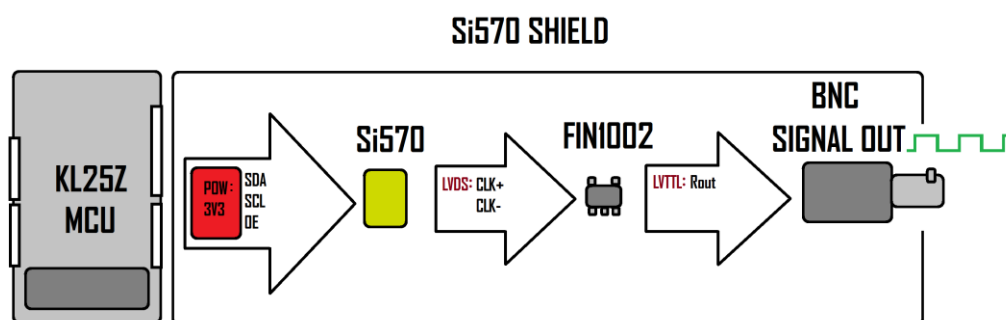 Si570 SHIELD
KL25Z
MCU
POW:
3V3
SDA
SCL
OE
Si570
LVDS: CLK+
CLK-
FIN1002
LVTTL: Rout
BNC
SIGNAL OUT